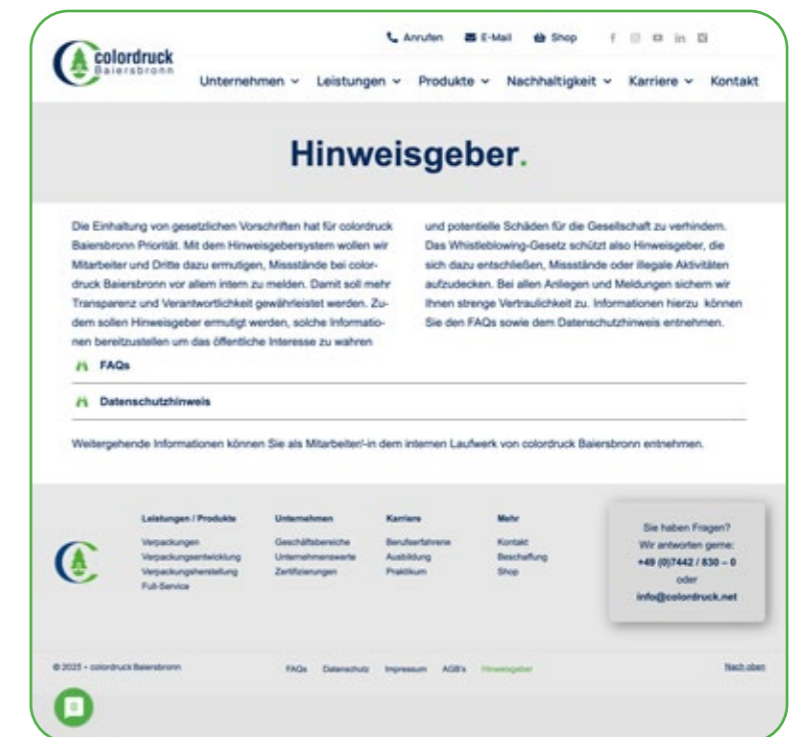 colordruck
Baiersbronn
Anrufen E-Mail Shop
Unternehmen Leistungen Produkte Nachhaltigkeit Karriere Kontakt
Hinweisgeber.
Die Einhaltung von gesetzlichen Vorschriften hat für colordruck
Baiersbronn Priorität. Mit dem Hinweisgebersystem wollen wir
Mitarbeiter und Dritte dazu ermutigen, Missstände bei color-
druck Baiersbronn vor allem intern zu melden. Damit soll mehr
Transparenz und Verantwortlichkeit gewährleistet werden. Zu-
dem sollen Hinweisgeber ermutigt werden, solche Informatio-
nen bereitzustellen um das öffentliche Interesse zu wahren
und potentielle Schäden für die Gesellschaft zu verhindern.
Das Whistleblowing-Gesetz schützt also Hinweisgeber, die
sich dazu entschließen, Missstände oder illegale Aktivitäten
aufzudecken. Bei allen Anliegen und Meldungen sichern wir
Ihnen strenge Vertraulichkeit zu. Informationen hierzu können
Sie den FAQs sowie dem Datenschutzhinweis entnehmen.
FAQs
Datenschutzhinweis
Weitergehende Informationen können Sie als Mitarbeiter/-in dem internen Laufwerk von colordruck Baiersbronn entnehmen.
Leistungen / Produkte
Verpackungen
Verpackungsentwicklung
Verpackungsherstellung
Full-Service
Unternehmen
Geschäftsbereiche
Unternehmenswerte
Zertifizierungen
Karriere
Berufserfahrene
Ausbildung
Praktikum
Mehr
Kontakt
Beschaffung
Shop
Sie haben Fragen?
Wir antworten gerne:
+49 (0)7442 / 830 – 0
oder
info@colordruck.net
© 2023 • colordruck Baiersbronn
FAQs Datenschutz Impressum AGB's Hinweisgeber
Nach oben